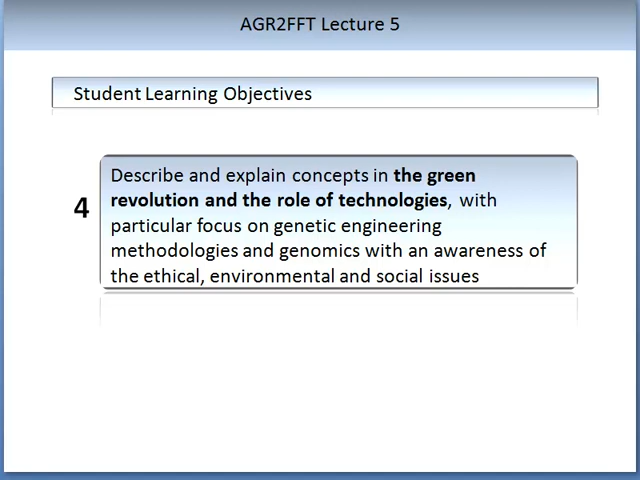 AGR2FFT Lecture 5
Student Learning Objectives
4
Describe and explain concepts in the green
revolution and the role of technologies, with
particular focus on genetic engineering
methodologies and genomics with an awareness of
the ethical, environmental and social issues